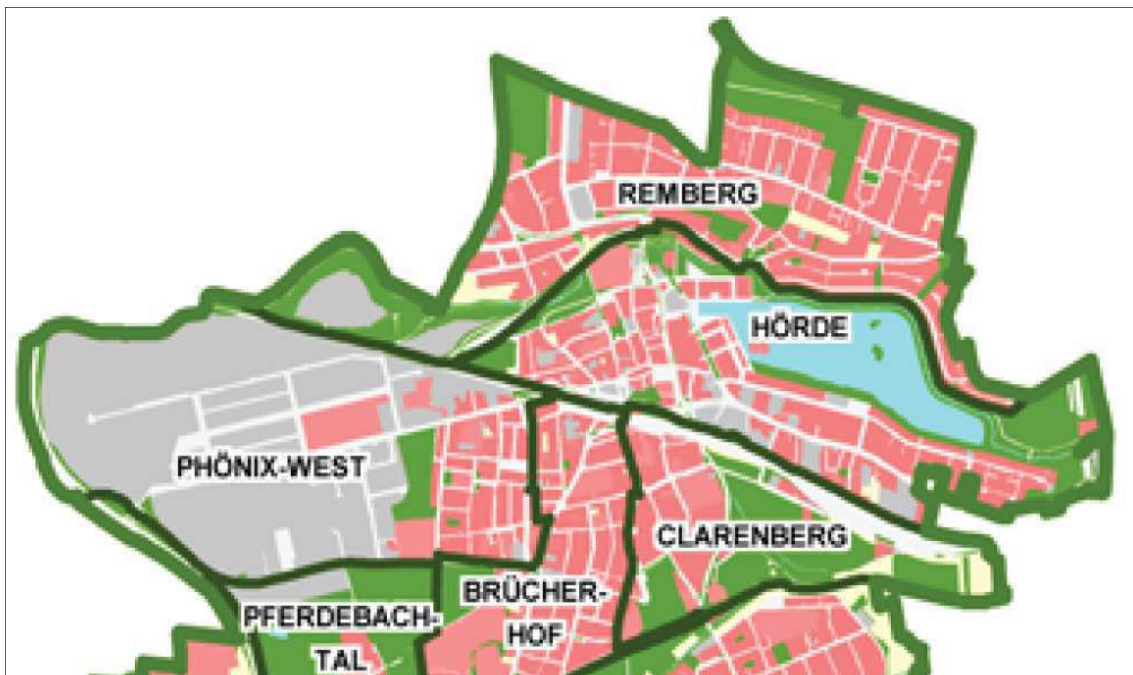 REMBERG
HÖRDE
PHÖNIX-WEST
CLARENBERG
BRÜCHER-
HOF
PFERDEBACH-
TAL